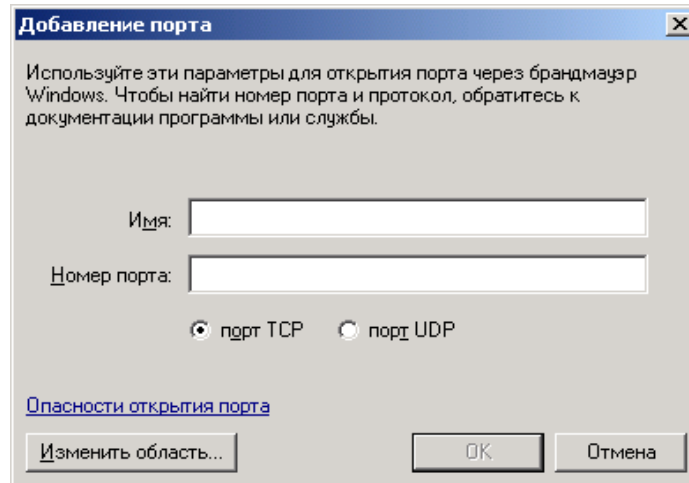 Добавление порта
Используйте эти параметры для открытия порта через брандмауэр
Windows. Чтобы найти номер порта и протокол, обратитесь к
документации программы или службы.
Имя:
Номер порта:
порт TCP порт UDP
Опасности открытия порта
Изменить область... ОК Отмена